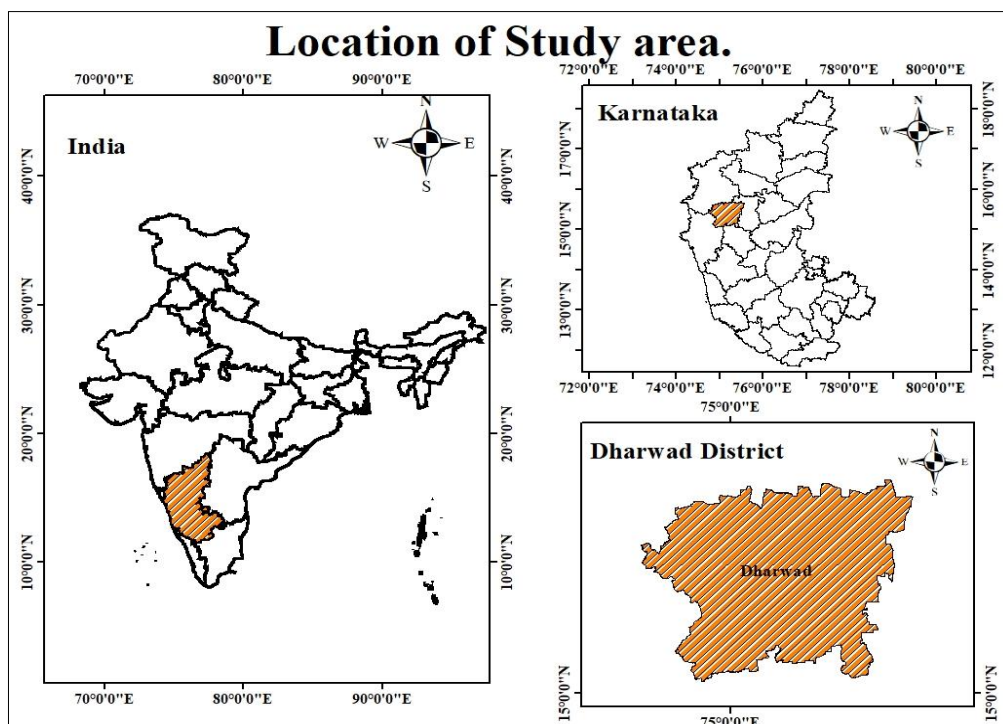 Location of Study area.
70°0'0"E 80°0'0"E 90°0'0"E
India
N
W E
S
40°0'0"N 40°0'0"N
30°0'0"N 30°0'0"N
20°0'0"N 20°0'0"N
10°0'0"N 10°0'0"N
70°0'0"E 80°0'0"E 90°0'0"E
72°0'0"E 74°0'0"E 76°0'0"E 78°0'0"E 80°0'0"E
Karnataka
N
W E
S
18°0'0"N
17°0'0"N
16°0'0"N
15°0'0"N
14°0'0"N
13°0'0"N
12°0'0"N
72°0'0"E 74°0'0"E 76°0'0"E 78°0'0"E 80°0'0"E
75°0'0"E
Dharwad District
N
W E
S
Dharwad
15°0'0"N 15°0'0"N
75°0'0"E